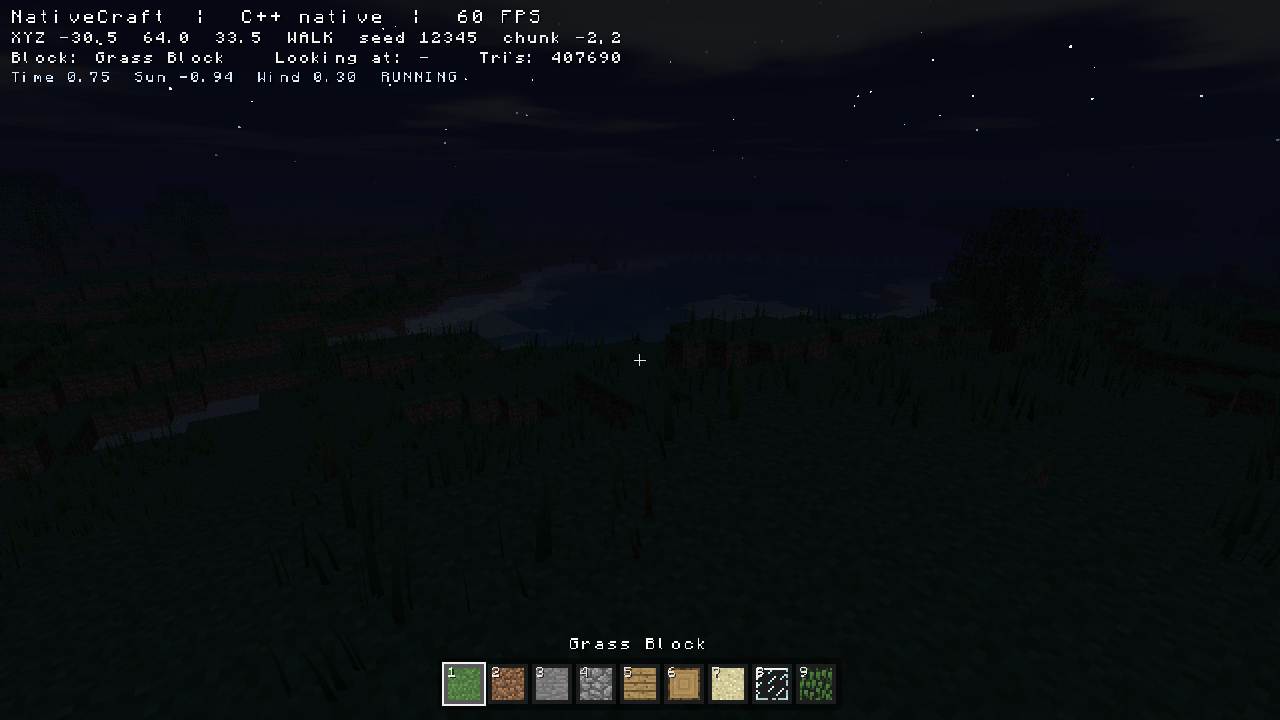 NativeCraft | C++ native | 60 FPS
XYZ -30.5 64.0 33.5 WALK seed 12345 chunk -2,2
Block: Grass Block Looking at: - Tris: 407690
Time 0.75 Sun -0.94 Wind 0.30 RUNNING
Grass Block
1 2 3 4 5 6 7 8 9